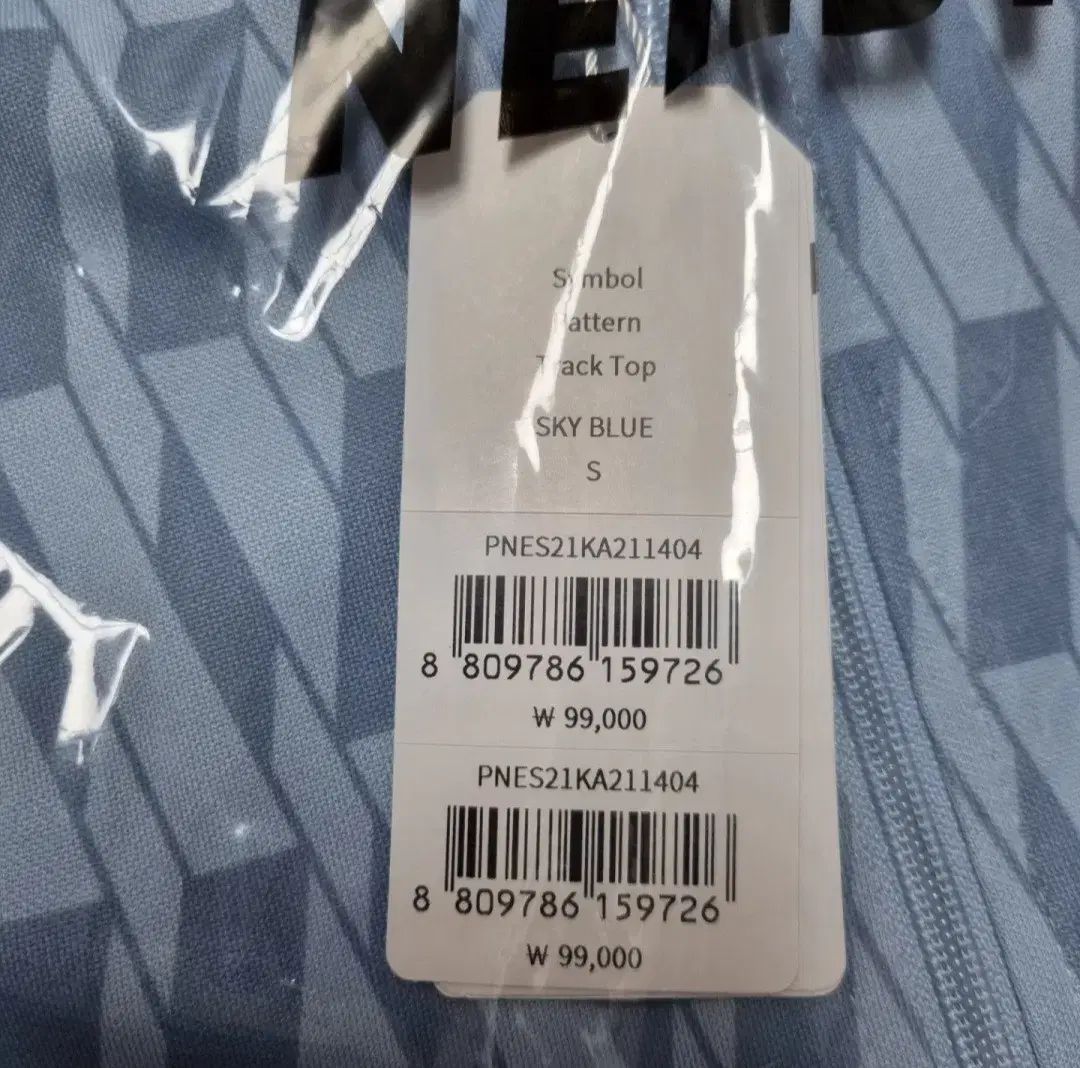 Symbol
Pattern
Track Top
SKY BLUE
S
PNES21KA211404
8 809786 159726
₩ 99,000
PNES21KA211404
8 809786 159726
₩ 99,000